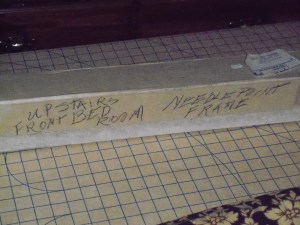 UPSTAIRS
FRONT BED
ROOM
NEEDLEPOINT
FRAME